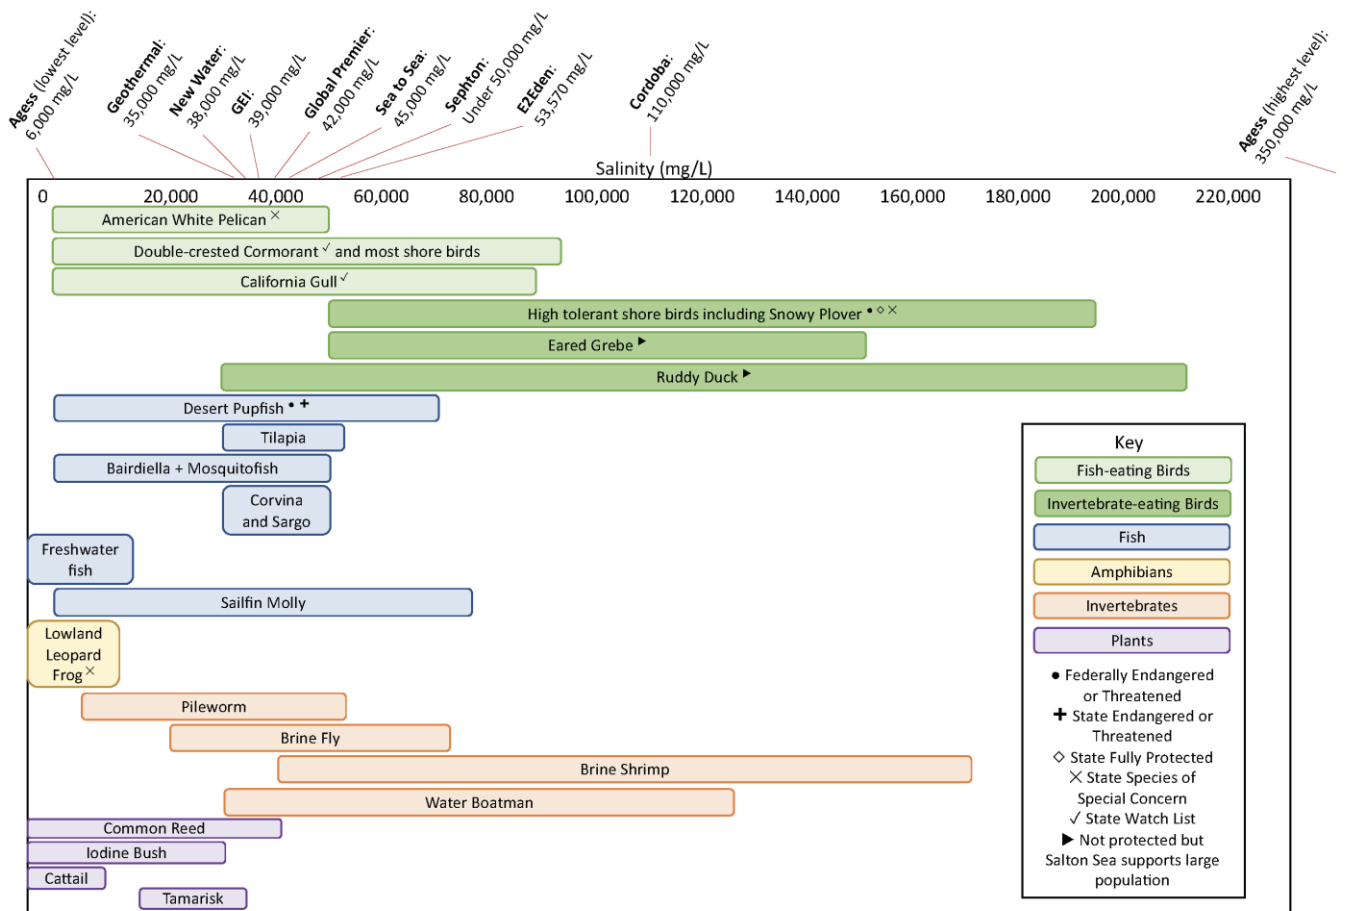 Agess (lowest level):
6,000 mg/L
Geothermal:
35,000 mg/L
New Water:
38,000 mg/L
GEI:
39,000 mg/L
Global Premier:
42,000 mg/L
Sea to Sea:
45,000 mg/L
Sephton:
Under 50,000 mg/L
E2Eden:
53,570 mg/L
Cordoba:
110,000 mg/L
Agess (highest level):
350,000 mg/L
Salinity (mg/L)
0 20,000 40,000 60,000 80,000 100,000 120,000 140,000 160,000 180,000 200,000 220,000
American White Pelican ×
Double-crested Cormorant ✓ and most shore birds
California Gull ✓
High tolerant shore birds including Snowy Plover • ◇ ×
Eared Grebe ▶
Ruddy Duck ▶
Desert Pupfish • +
Tilapia
Bairdiella + Mosquitofish
Corvina
and Sargo
Freshwater
fish
Sailfin Molly
Lowland
Leopard
Frog ×
Pileworm
Brine Fly
Brine Shrimp
Water Boatman
Common Reed
Iodine Bush
Cattail
Tamarisk
Key
Fish-eating Birds
Invertebrate-eating Birds
Fish
Amphibians
Invertebrates
Plants
• Federally Endangered
or Threatened
+ State Endangered or
Threatened
◇ State Fully Protected
× State Species of
Special Concern
✓ State Watch List
▶ Not protected but
Salton Sea supports large
population